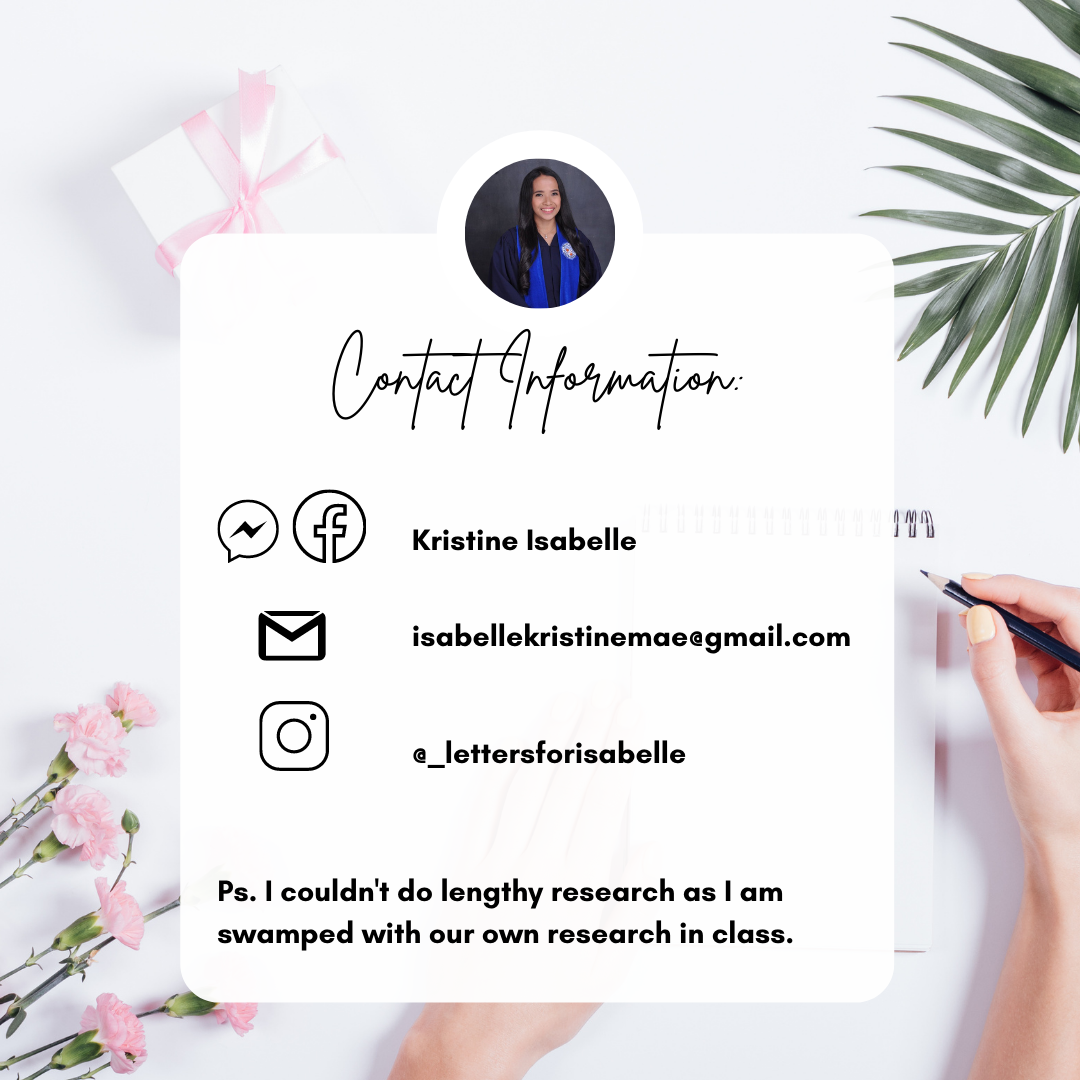 Contact Information:
Kristine Isabelle
isabellekristinemae@gmail.com
@_lettersforisabelle
Ps. I couldn't do lengthy research as I am
swamped with our own research in class.